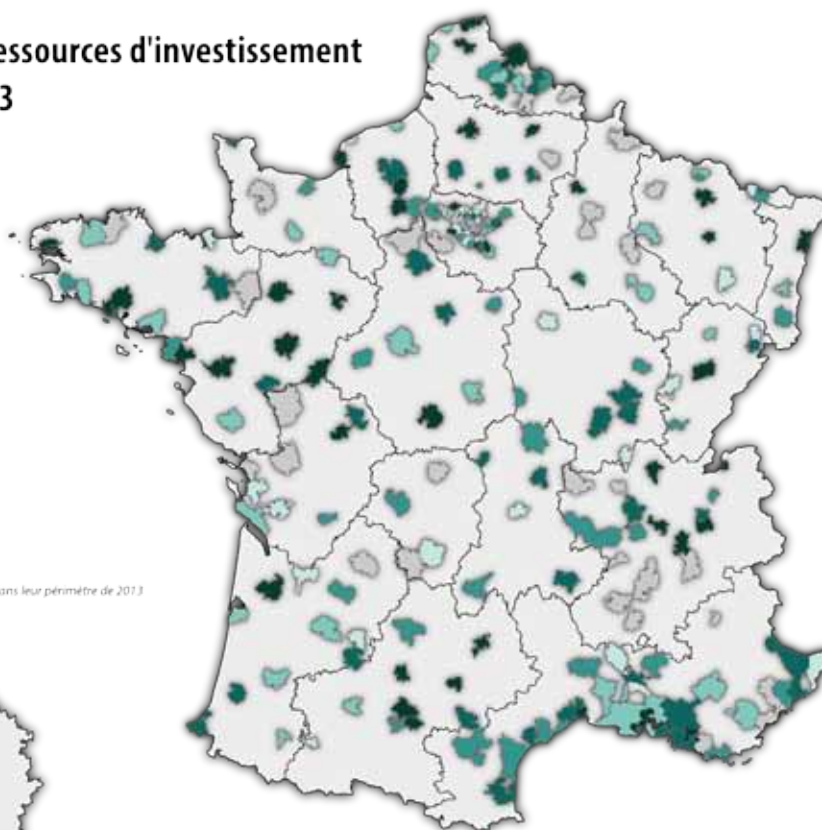 essources d'investissement
3
ans leur périmètre de 2013